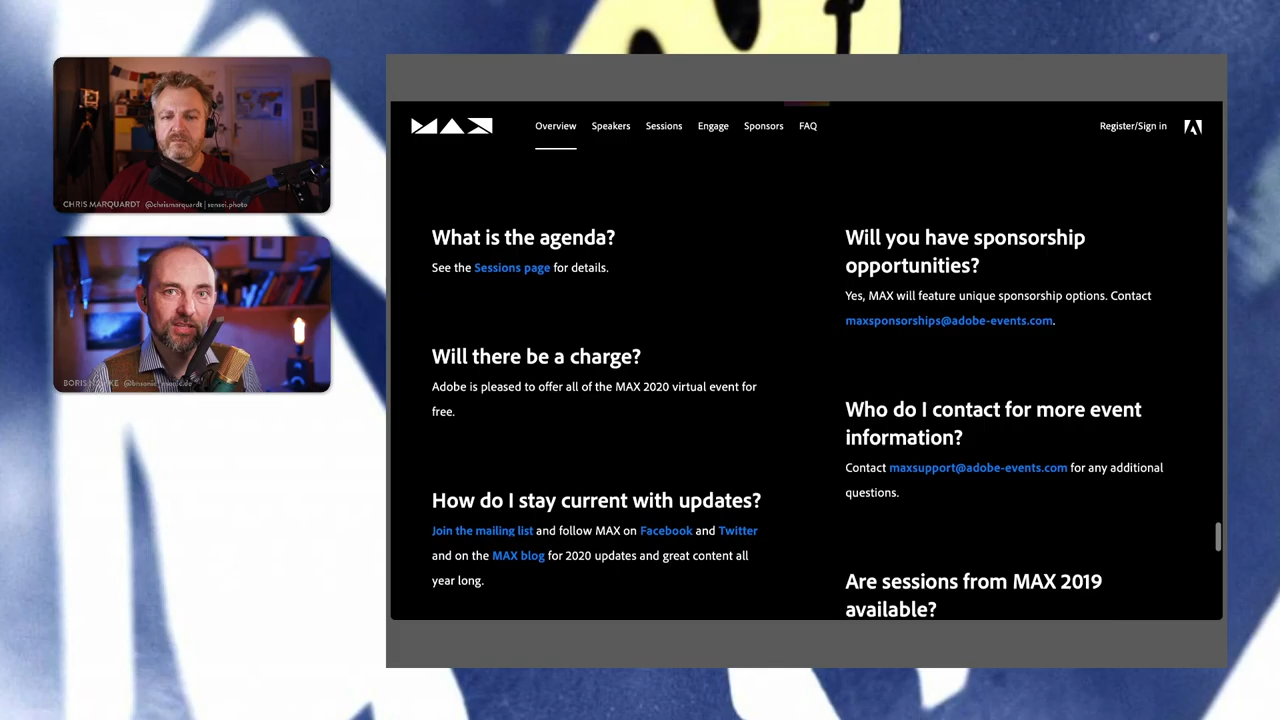 CHRIS MARQUARDT @chrismarquardt | sensei.photo
BORIS
MAX
Overview
Speakers
Sessions
Engage
Sponsors
FAQ
Register/Sign in
What is the agenda?
See the Sessions page for details.
Will there be a charge?
Adobe is pleased to offer all of the MAX 2020 virtual event for
free.
How do I stay current with updates?
Join the mailing list and follow MAX on Facebook and Twitter
and on the MAX blog for 2020 updates and great content all
year long.
Will you have sponsorship
opportunities?
Yes, MAX will feature unique sponsorship options. Contact
maxsponsorships@adobe-events.com.
Who do I contact for more event
information?
Contact maxsupport@adobe-events.com for any additional
questions.
Are sessions from MAX 2019
available?